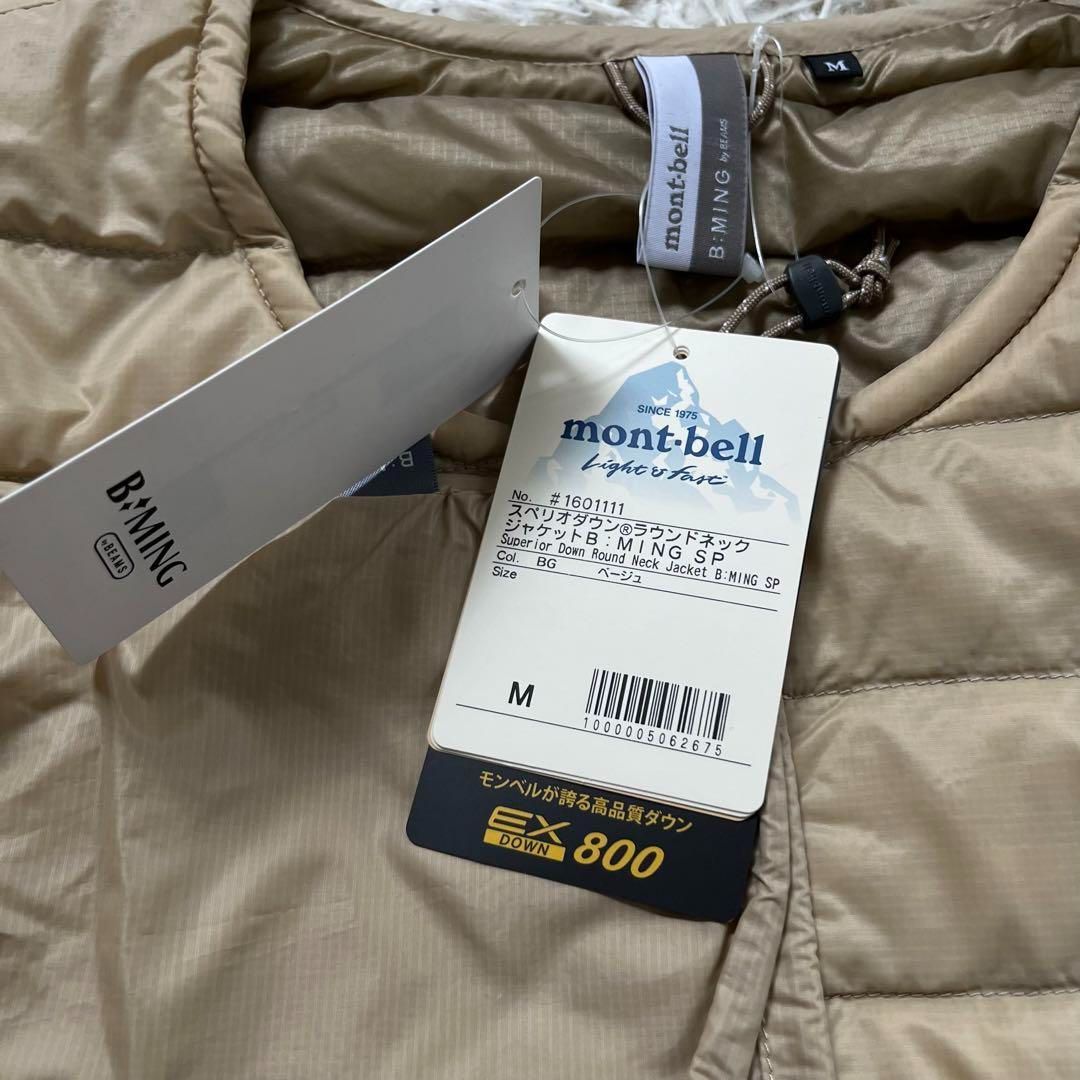 M
mont-bell
B:MING by BEAMS
B:MING
by BEAMS
SINCE 1975
mont-bell
Light & Fast
No. #1601111
スペリオダウン®ラウンドネック
ジャケットB:MING SP
Superior Down Round Neck Jacket B:MING SP
Col. BG ベージュ
Size
M
1000005062675
モンベルが誇る高品質ダウン
EX
DOWN 800